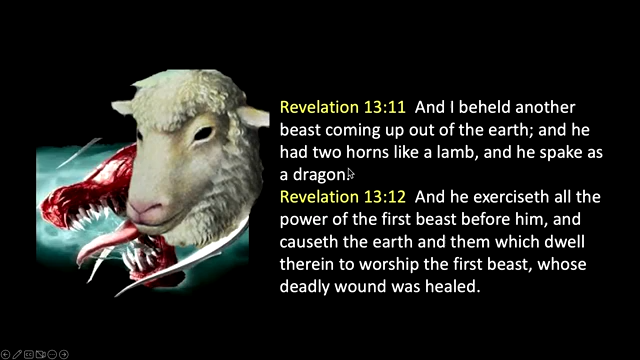 Revelation 13:11 And I beheld another
beast coming up out of the earth; and he
had two horns like a lamb, and he spake as
a dragon.
Revelation 13:12 And he exerciseth all the
power of the first beast before him, and
causeth the earth and them which dwell
therein to worship the first beast, whose
deadly wound was healed.